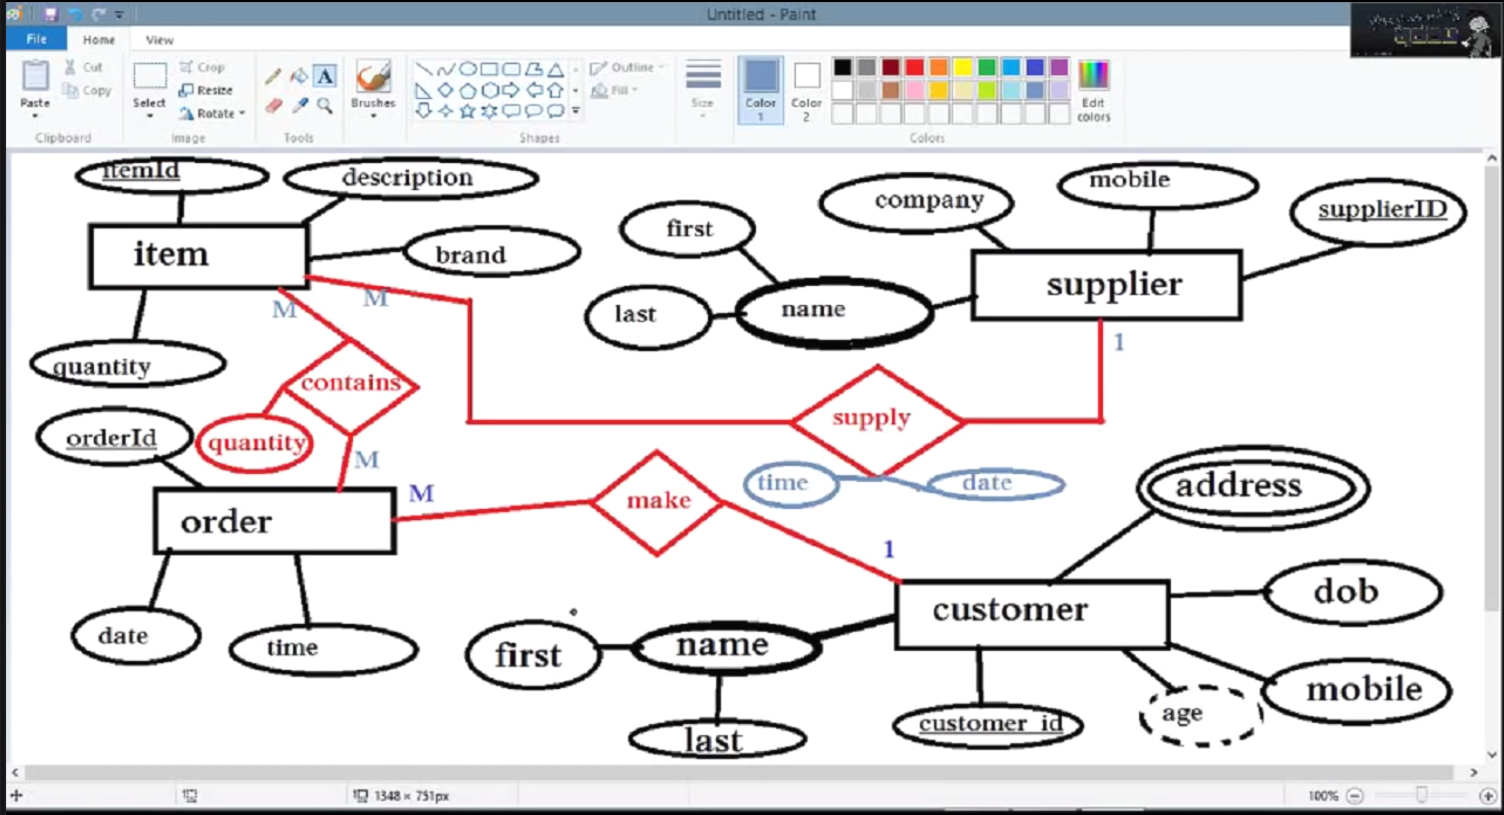 Untitled - Paint
File
Home
View
Paste
Cut
Copy
Clipboard
Select
Crop
Resize
Rotate
Image
A
Tools
Brushes
Outline
Fill
Shapes
Size
Color 1
Color 2
Edit colors
Colors
itemId
description
item
brand
quantity
M
M
contains
quantity
M
orderId
order
date
time
M
make
1
first
last
name
company
mobile
supplierID
supplier
1
supply
time
date
address
customer
dob
mobile
age
customer_id
first
name
last
1348 × 751px
100%